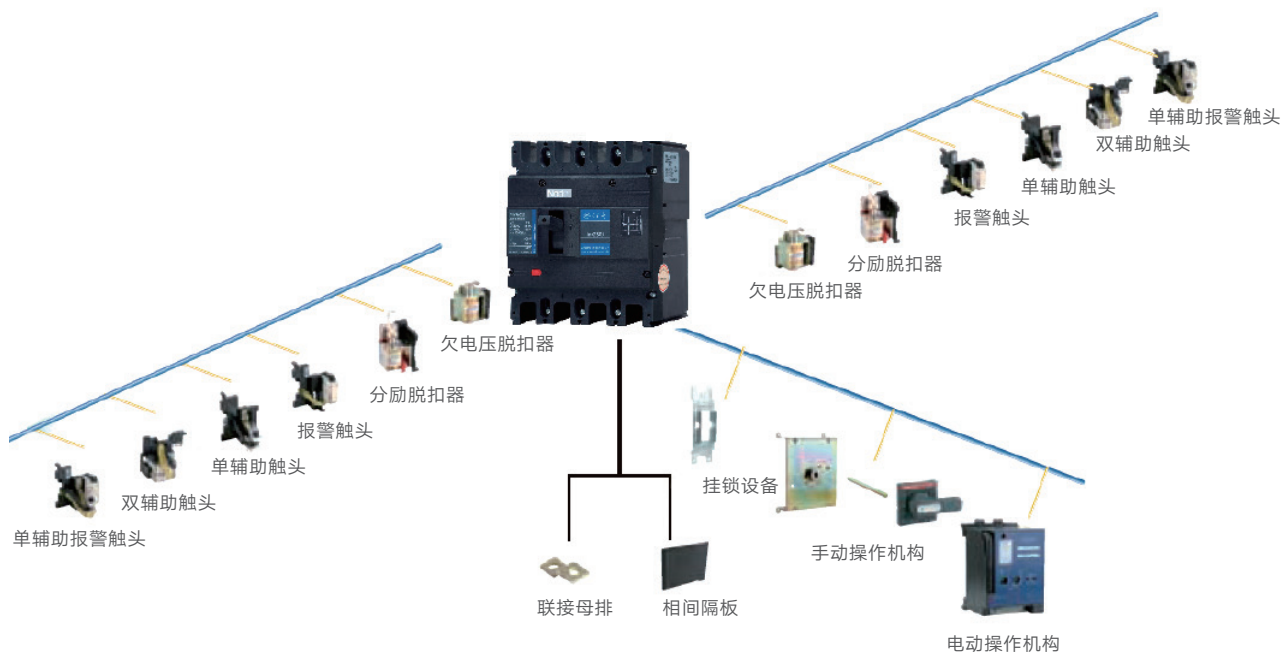 单辅助报警触头
双辅助触头
单辅助触头
报警触头
分励脱扣器
欠电压脱扣器
欠电压脱扣器
分励脱扣器
报警触头
单辅助触头
双辅助触头
单辅助报警触头
挂锁设备
手动操作机构
电动操作机构
联接母排
相间隔板